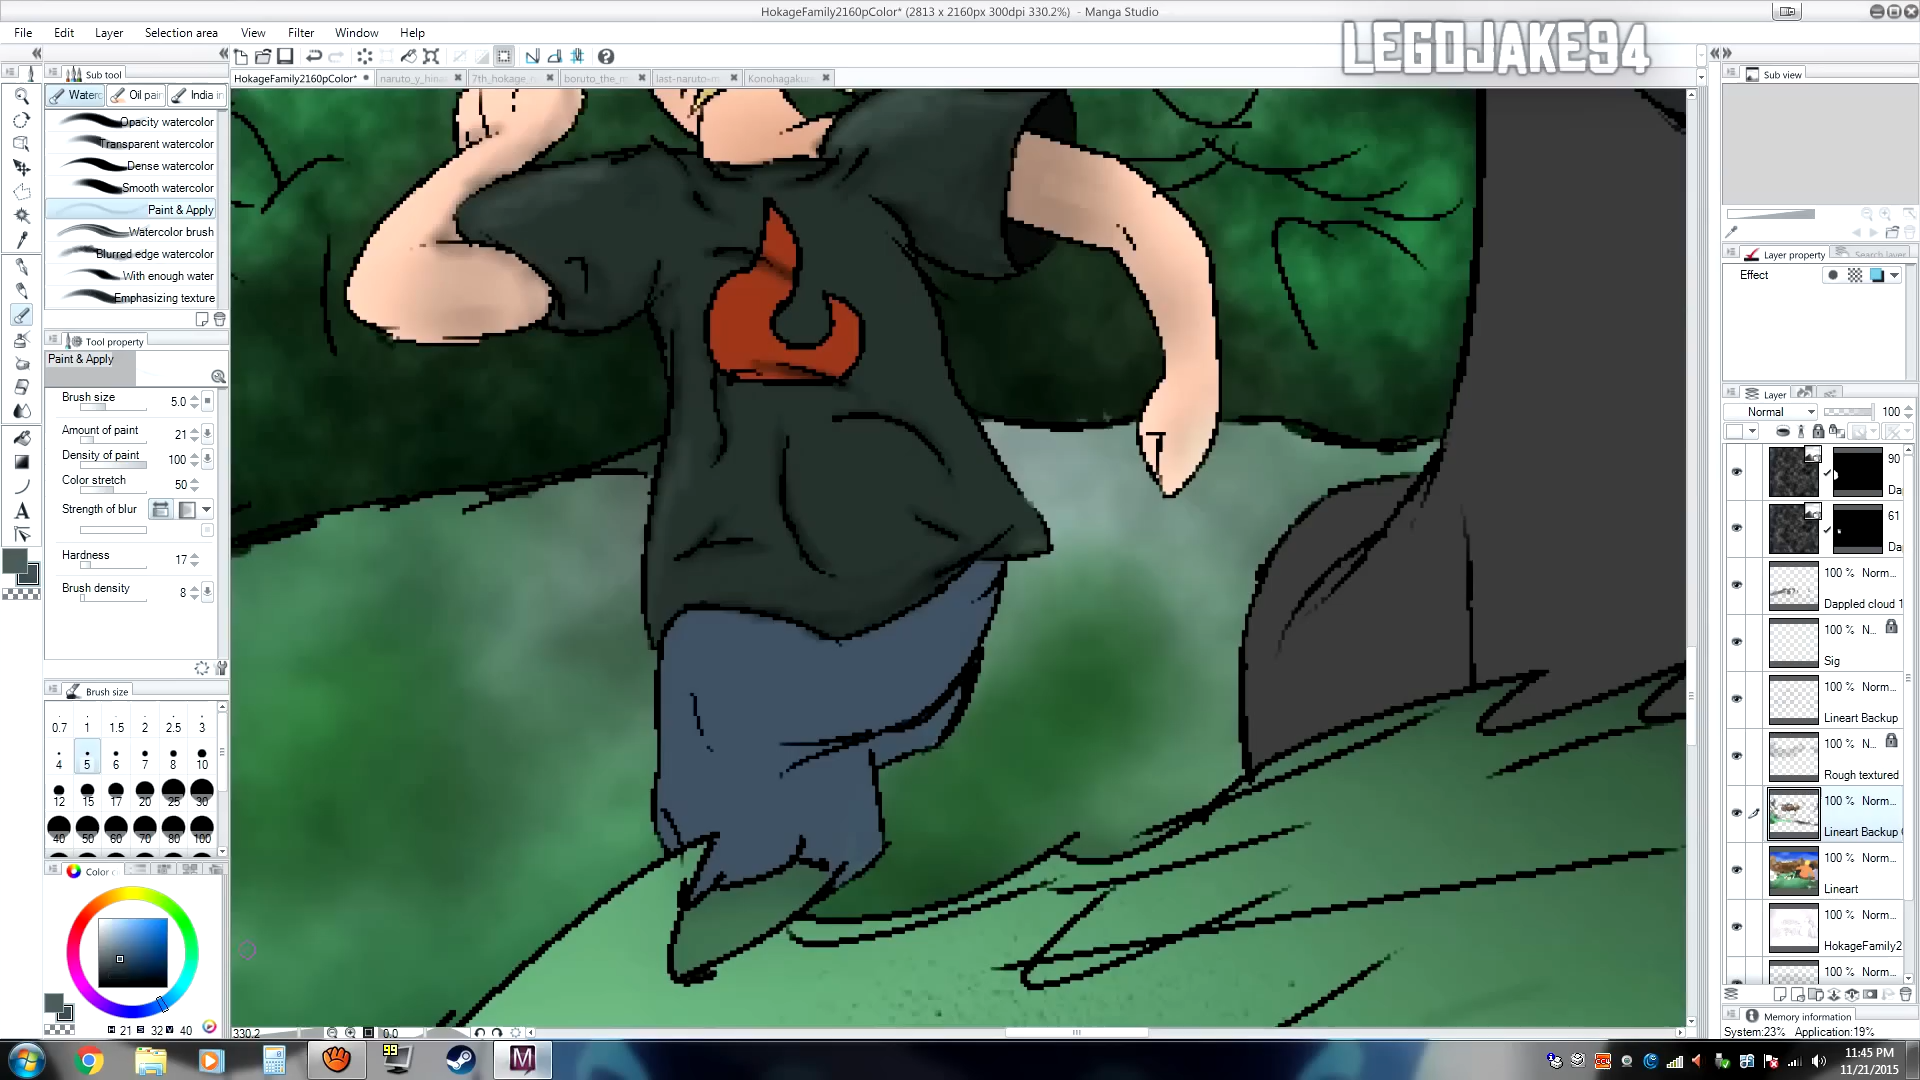 HokageFamily2160pColor* (2813 x 2160px 300dpi 330.2%) - Manga Studio
File Edit Layer Selection area View Filter Window Help
LEGOJAKE94
Sub tool
HokageFamily2160pColor* naruto_y_hina 7th_hokage_ boruto_the_m last-naruto-m Konohagaku
Sub view
Oil pai India i
Opacity watercolor
Transparent watercolor
Dense watercolor
Smooth watercolor
Paint & Apply
Watercolor brush
Blurred edge watercolor
With enough water
Emphasizing texture
Tool property
Paint & Apply
Brush size 5.0
Amount of paint 21
Density of paint 100
Color stretch 50
Strength of blur
Hardness 17
Brush density 8
Brush size
0.7 1 1.5 2 2.5 3
4 5 6 7 8 10
12 15 17 20 25 30
40 50 60 70 80 100
Color
21 32 40
330.2 0.0
Layer property Search layer
Effect
Layer
Normal 100
90
Da
61
Da
100 % Norm...
Dappled cloud 1
100 % N...
Sig
100 % Norm...
Lineart Backup
100 % N...
Rough textured
100 % Norm...
Lineart Backup
100 % Norm...
Lineart
100 % Norm...
HokageFamily2
100 % Norm...
Memory information
System:23% Application:19%
99
M
11:45 PM
11/21/2015